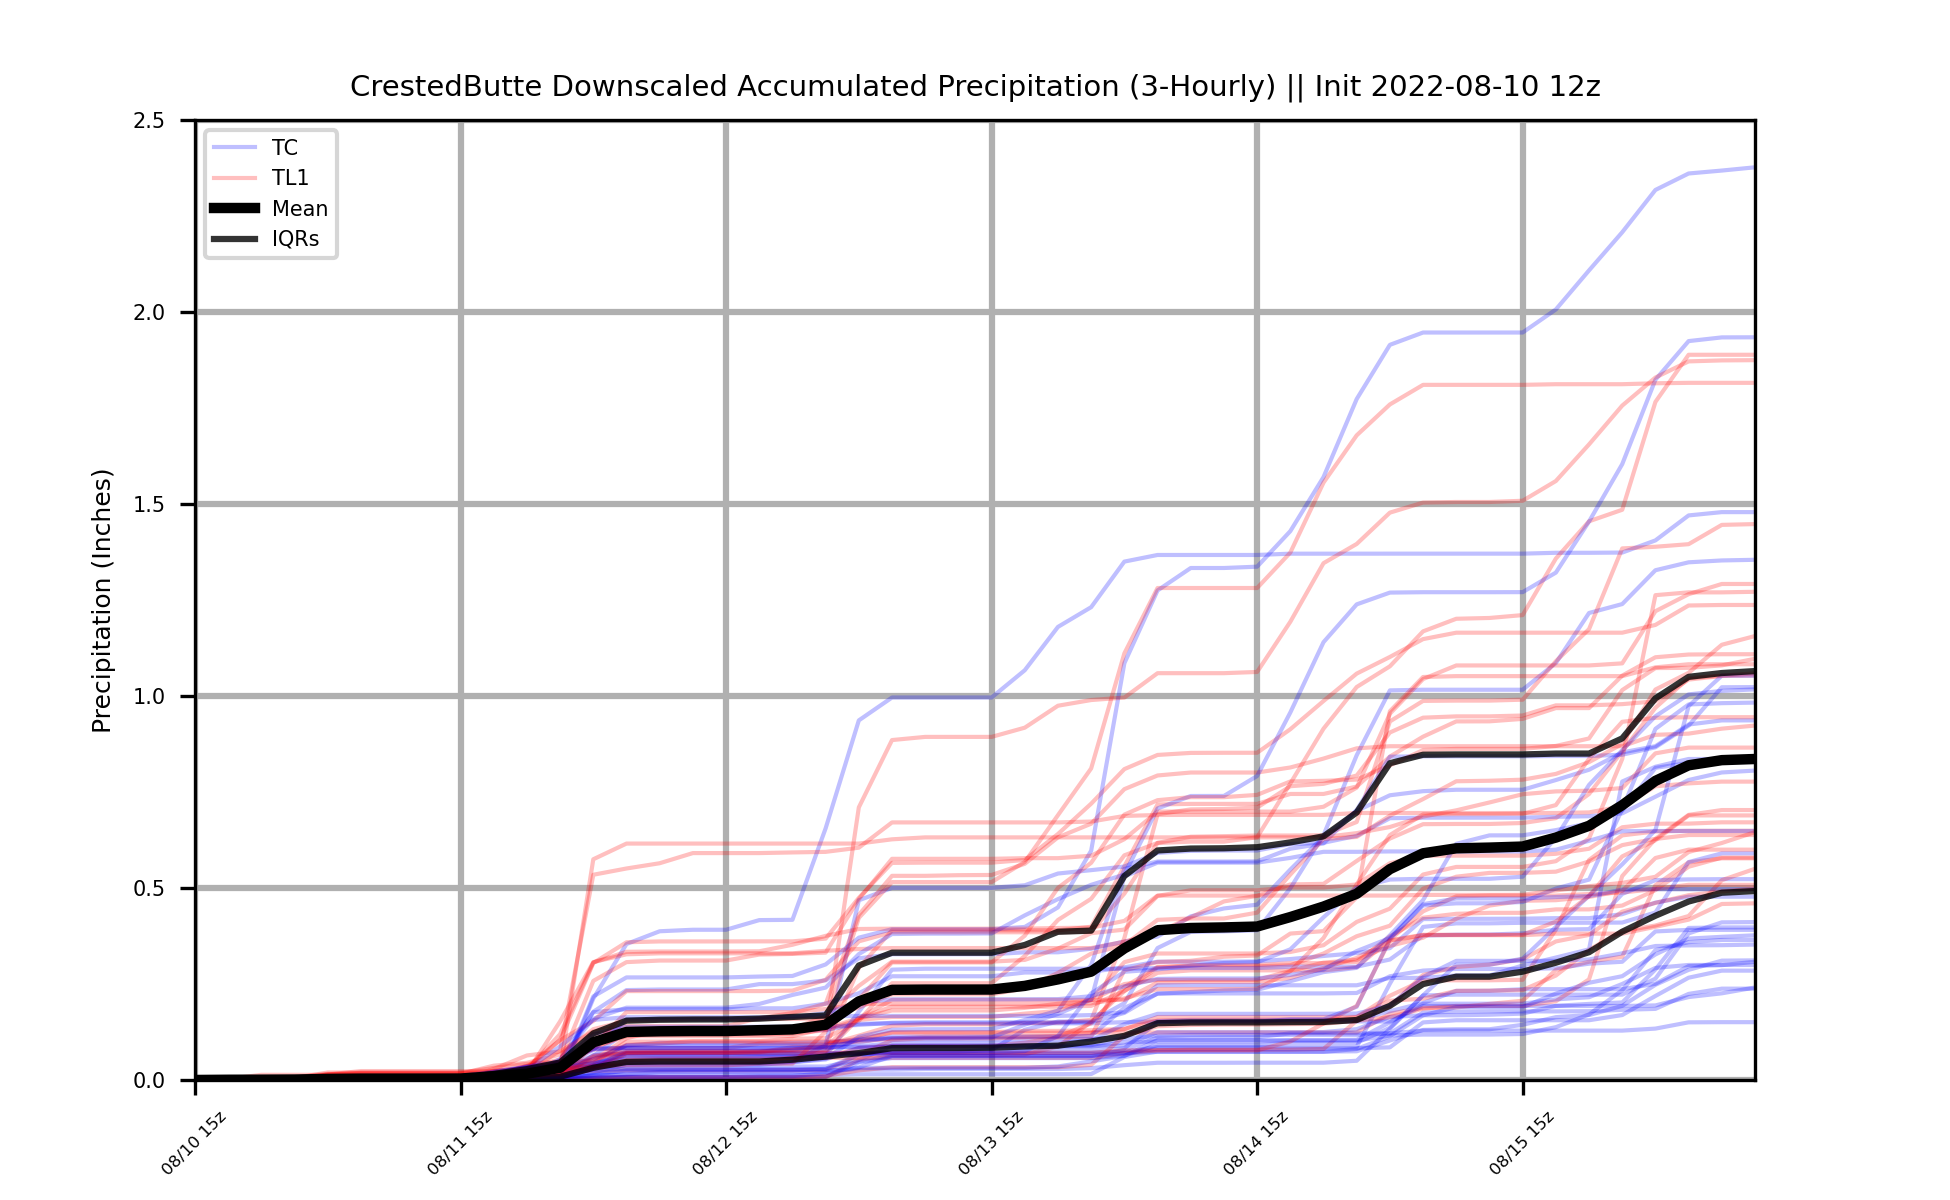 CrestedButte Downscaled Accumulated Precipitation (3-Hourly) || Init 2022-08-10 12z
2.5
TC
TL1
Mean
IQRs
2.0
1.5
Precipitation (Inches)
1.0
0.5
0.0
08/10 15z
08/11 15z
08/12 15z
08/13 15z
08/14 15z
08/15 15z